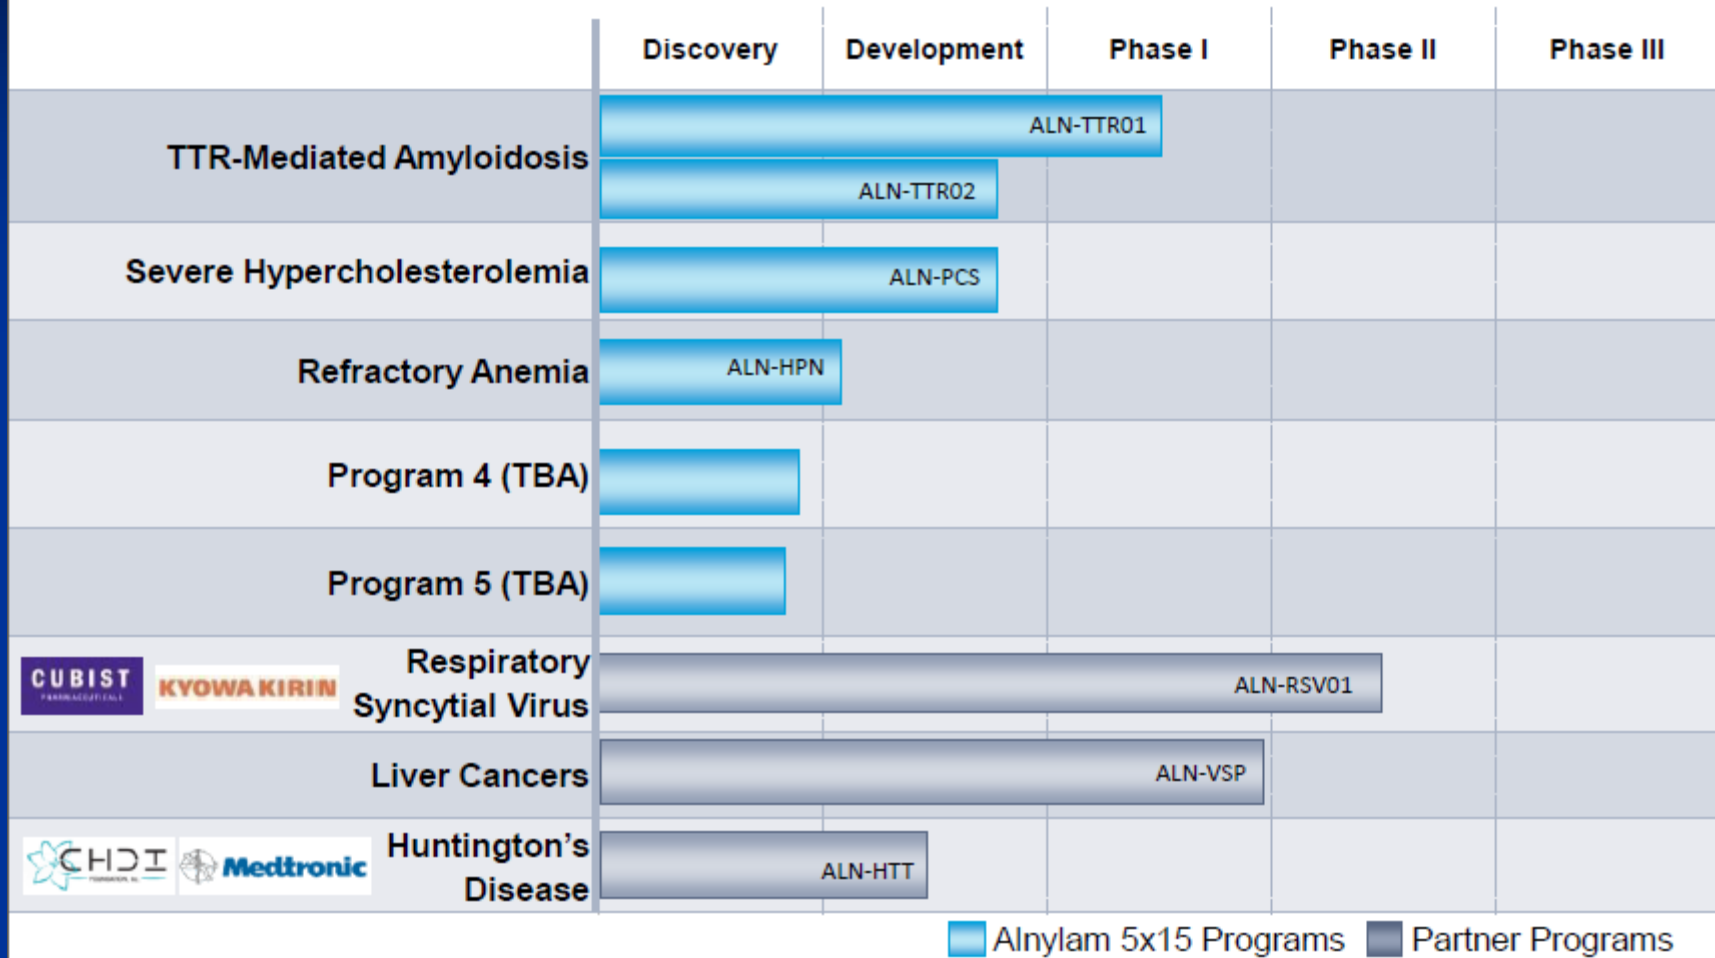 Discovery Development Phase I Phase II Phase III
TTR-Mediated Amyloidosis
ALN-TTR01
ALN-TTR02
Severe Hypercholesterolemia
ALN-PCS
Refractory Anemia
ALN-HPN
Program 4 (TBA)
Program 5 (TBA)
CUBIST
PHARMACEUTICALS
KYOWA KIRIN
Respiratory
Syncytial Virus
ALN-RSV01
Liver Cancers
ALN-VSP
CHDI
Medtronic
Huntington's
Disease
ALN-HTT
Alnylam 5x15 Programs
Partner Programs